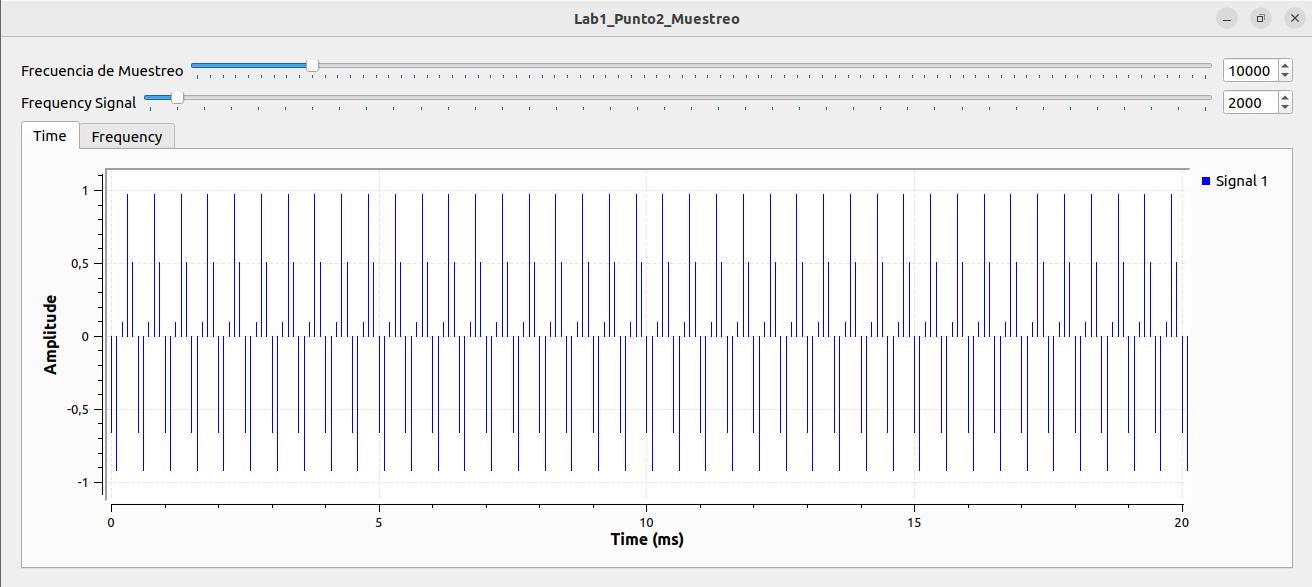 Lab1_Punto2_Muestreo
Frecuencia de Muestreo 10000
Frequency Signal 2000
Time Frequency
Signal 1
1
0,5
0
-0,5
-1
Amplitude
0 5 10 15 20
Time (ms)